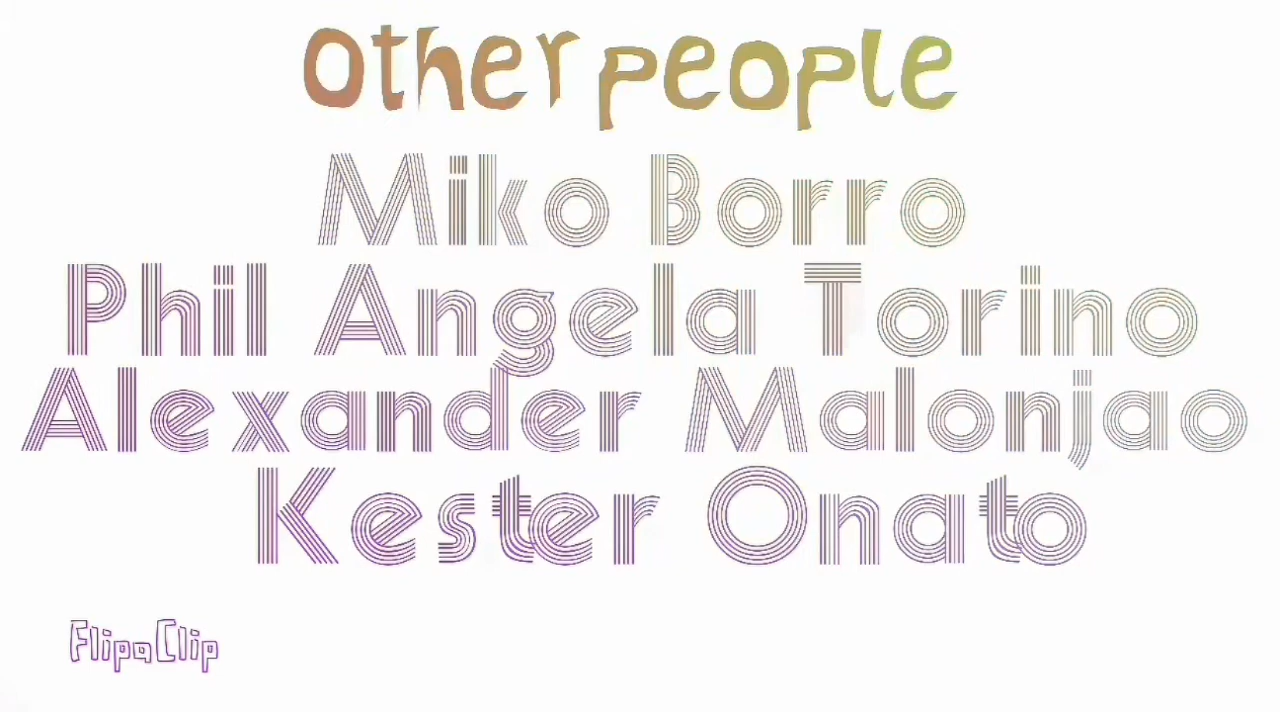 Other people
Miko Borro
Phil Angela Torino
Alexander Malonjao
Kester Onato
FlipaClip